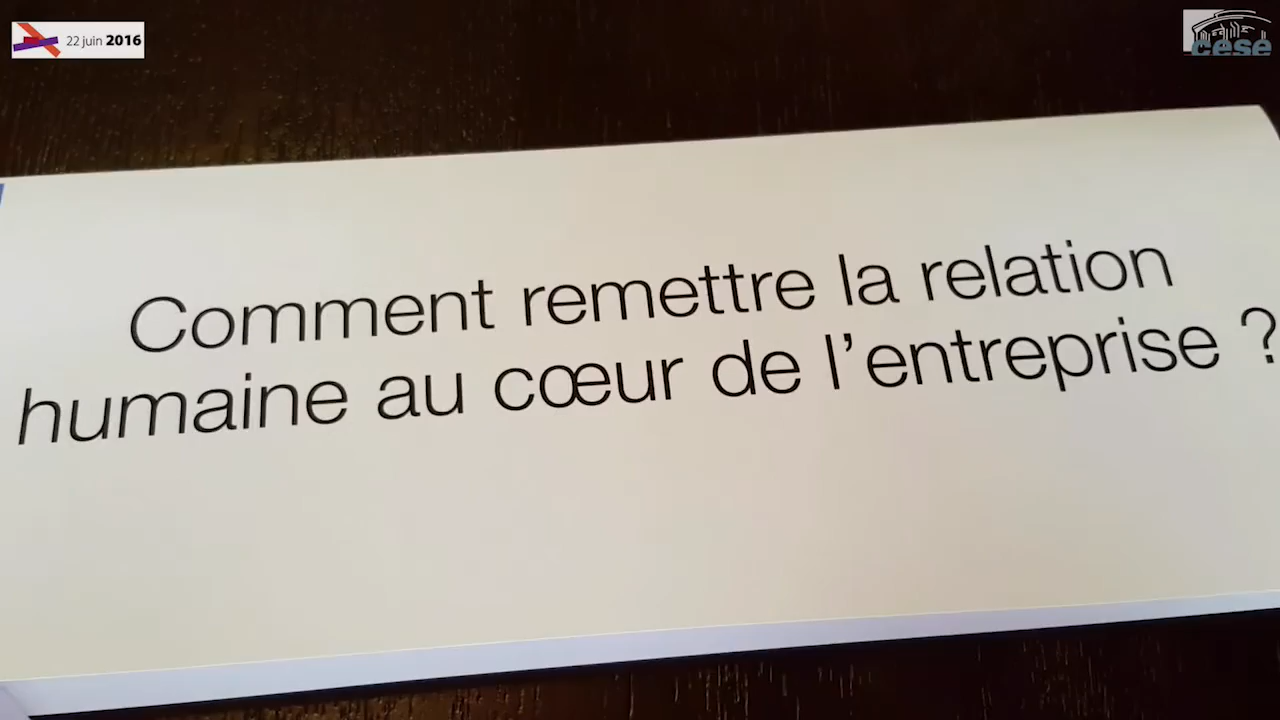 22 juin 2016
cese
Comment remettre la relation
humaine au cœur de l’entreprise ?